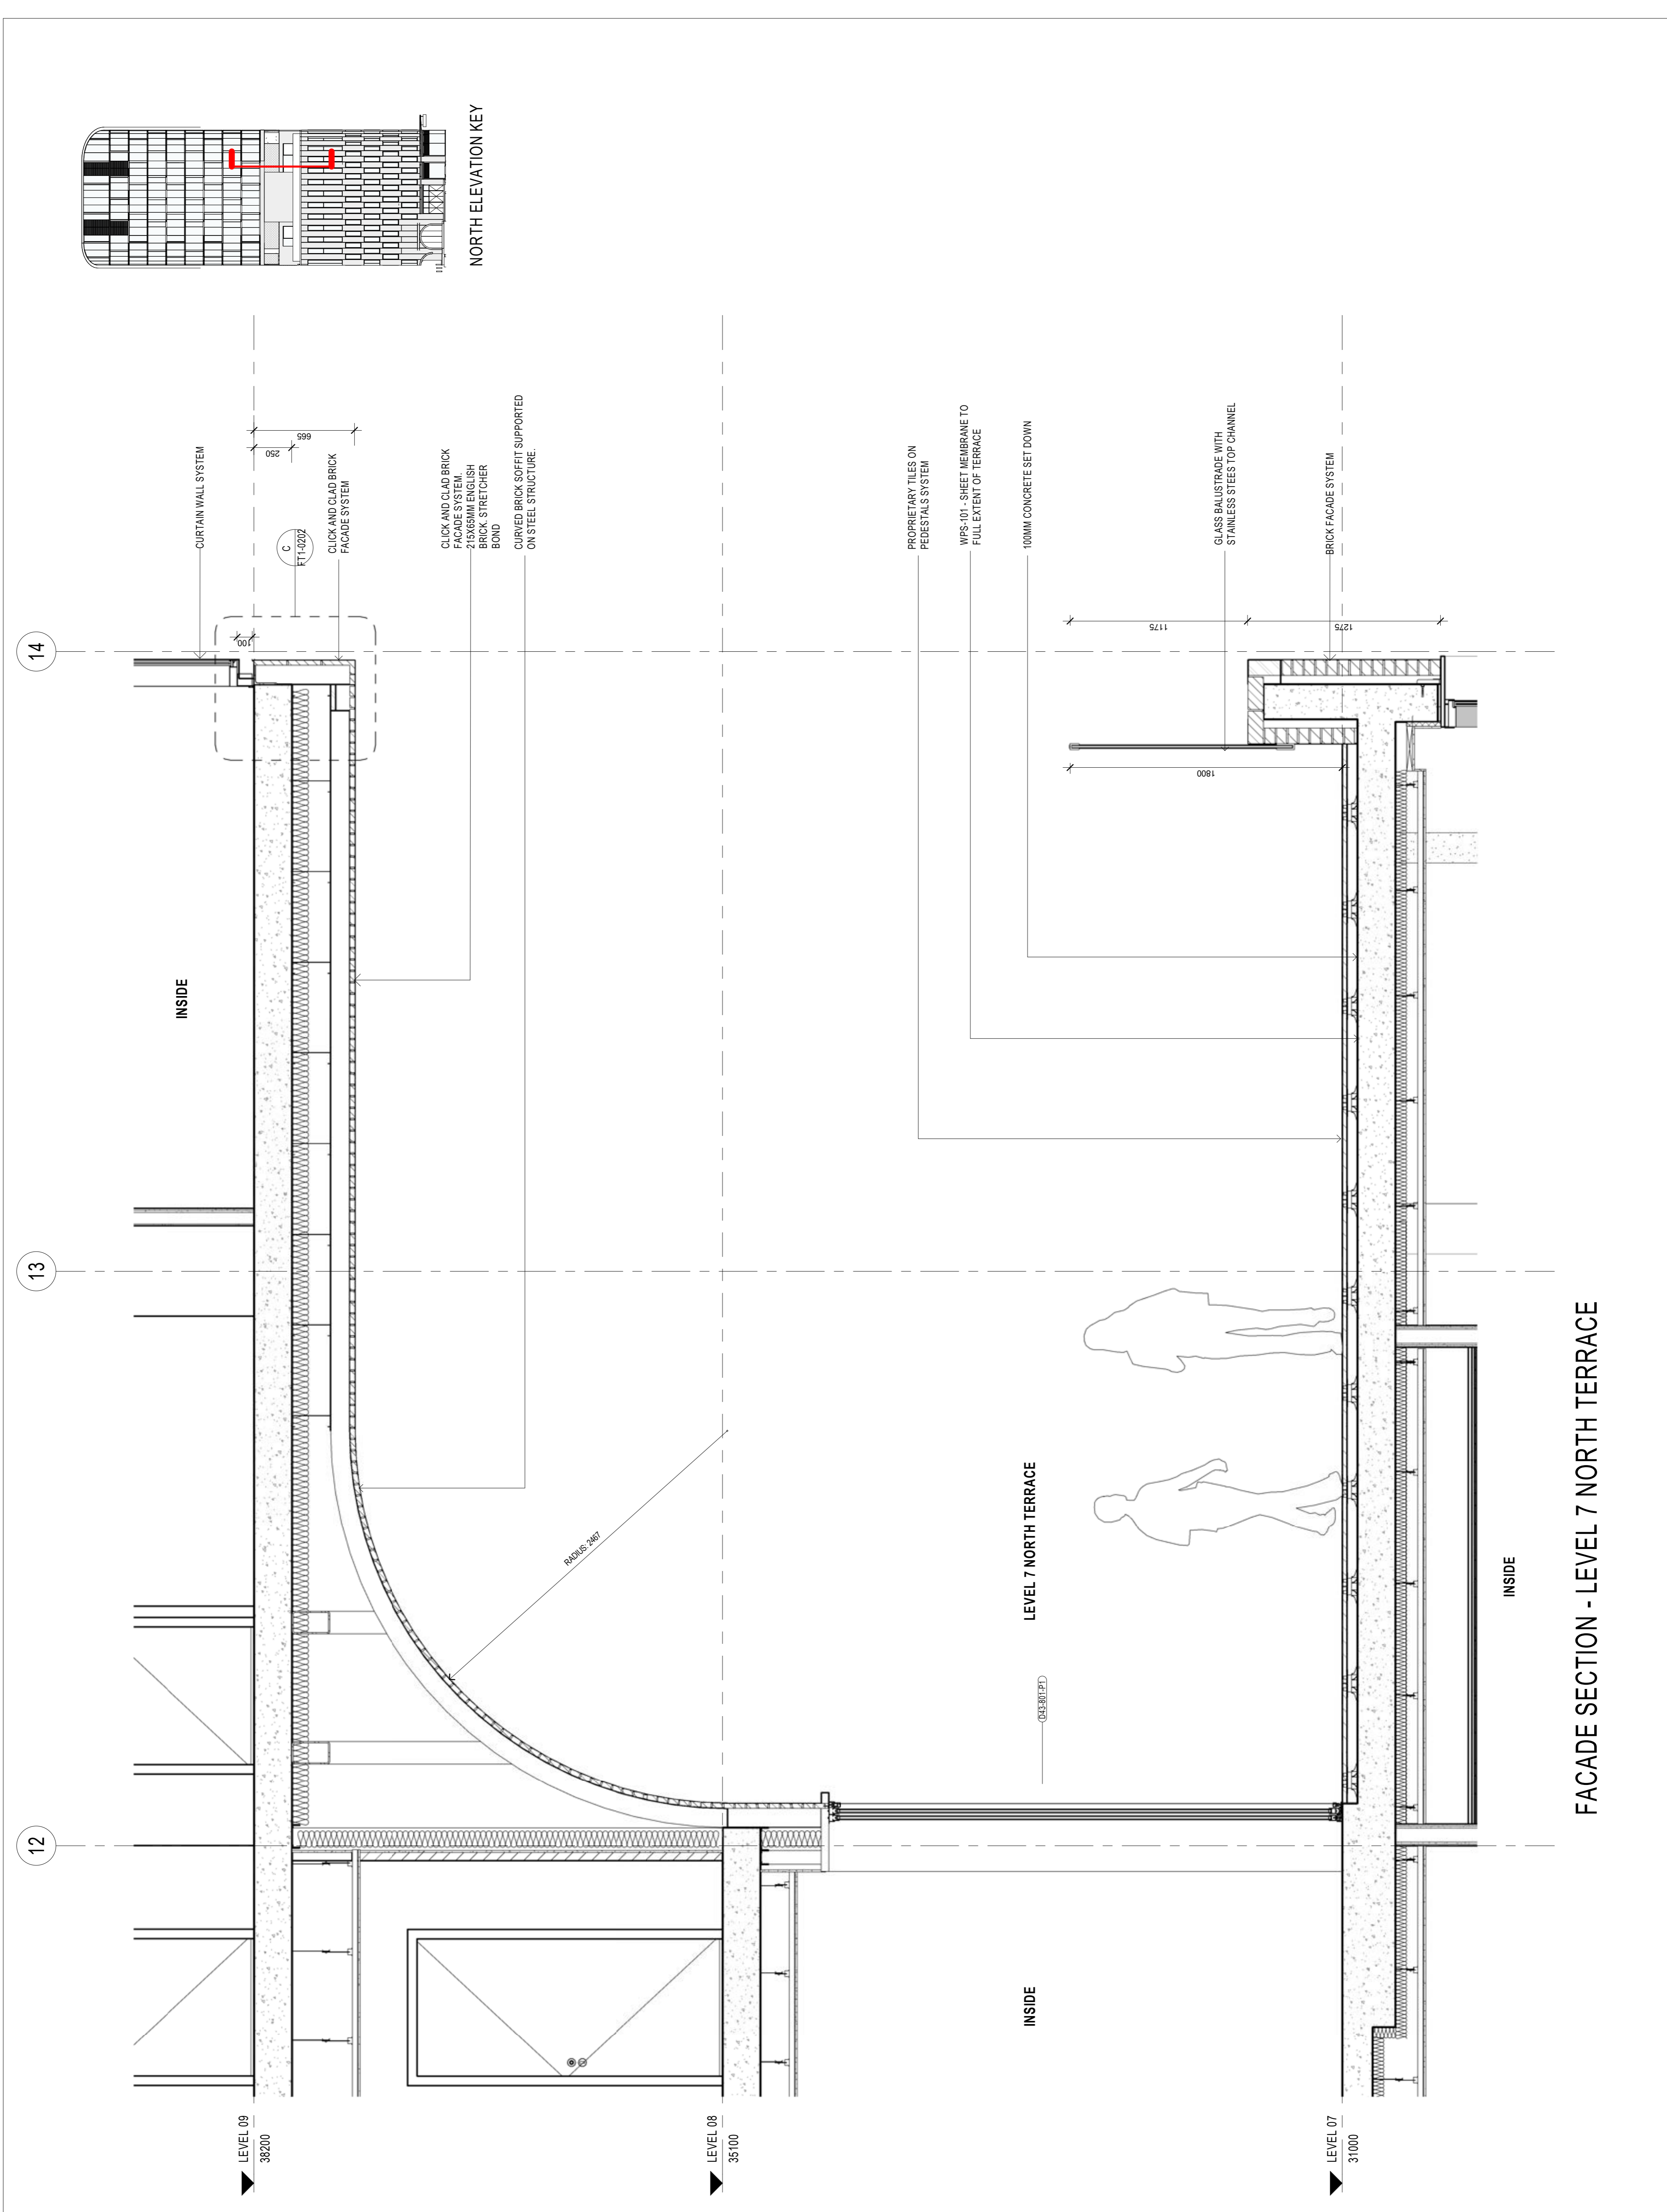 NORTH ELEVATION KEY
14
13
12
CURTAIN WALL SYSTEM
C
FT1-0202
CLICK AND CLAD BRICK
FACADE SYSTEM
250
665
100
CLICK AND CLAD BRICK
FACADE SYSTEM.
215X65MM ENGLISH
BRICK. STRETCHER
BOND
CURVED BRICK SOFFIT SUPPORTED
ON STEEL STRUCTURE.
PROPRIETARY TILES ON
PEDESTALS SYSTEM
WPS-101 - SHEET MEMBRANE TO
FULL EXTENT OF TERRACE
100MM CONCRETE SET DOWN
GLASS BALUSTRADE WITH
STAINLESS STEES TOP CHANNEL
BRICK FACADE SYSTEM
1175
1275
1800
INSIDE
RADIUS: 2467
LEVEL 7 NORTH TERRACE
D43-801-P1
INSIDE
INSIDE
LEVEL 09
38200
LEVEL 08
35100
LEVEL 07
31000
FACADE SECTION - LEVEL 7 NORTH TERRACE